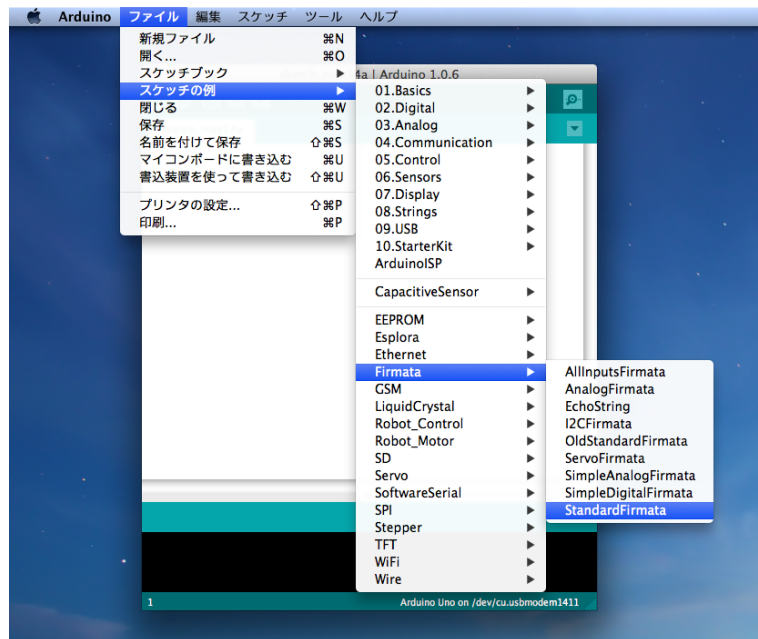 Arduino ファイル 編集 スケッチ ツール ヘルプ
新規ファイル ⌘N
開く... ⌘O
スケッチブック ▶
スケッチの例 ▶
閉じる ⌘W
保存 ⌘S
名前を付けて保存 ⇧⌘S
マイコンボードに書き込む ⌘U
書込装置を使って書き込む ⇧⌘U
プリンタの設定... ⇧⌘P
印刷... ⌘P
4a | Arduino 1.0.6
01.Basics ▶
02.Digital ▶
03.Analog ▶
04.Communication ▶
05.Control ▶
06.Sensors ▶
07.Display ▶
08.Strings ▶
09.USB ▶
10.StarterKit ▶
ArduinoISP
CapacitiveSensor ▶
EEPROM ▶
Esplora ▶
Ethernet ▶
Firmata ▶
GSM ▶
LiquidCrystal ▶
Robot_Control ▶
Robot_Motor ▶
SD ▶
Servo ▶
SoftwareSerial ▶
SPI ▶
Stepper ▶
TFT ▶
WiFi ▶
Wire ▶
AllInputsFirmata
AnalogFirmata
EchoString
I2CFirmata
OldStandardFirmata
ServoFirmata
SimpleAnalogFirmata
SimpleDigitalFirmata
StandardFirmata
1 Arduino Uno on /dev/cu.usbmodem1411